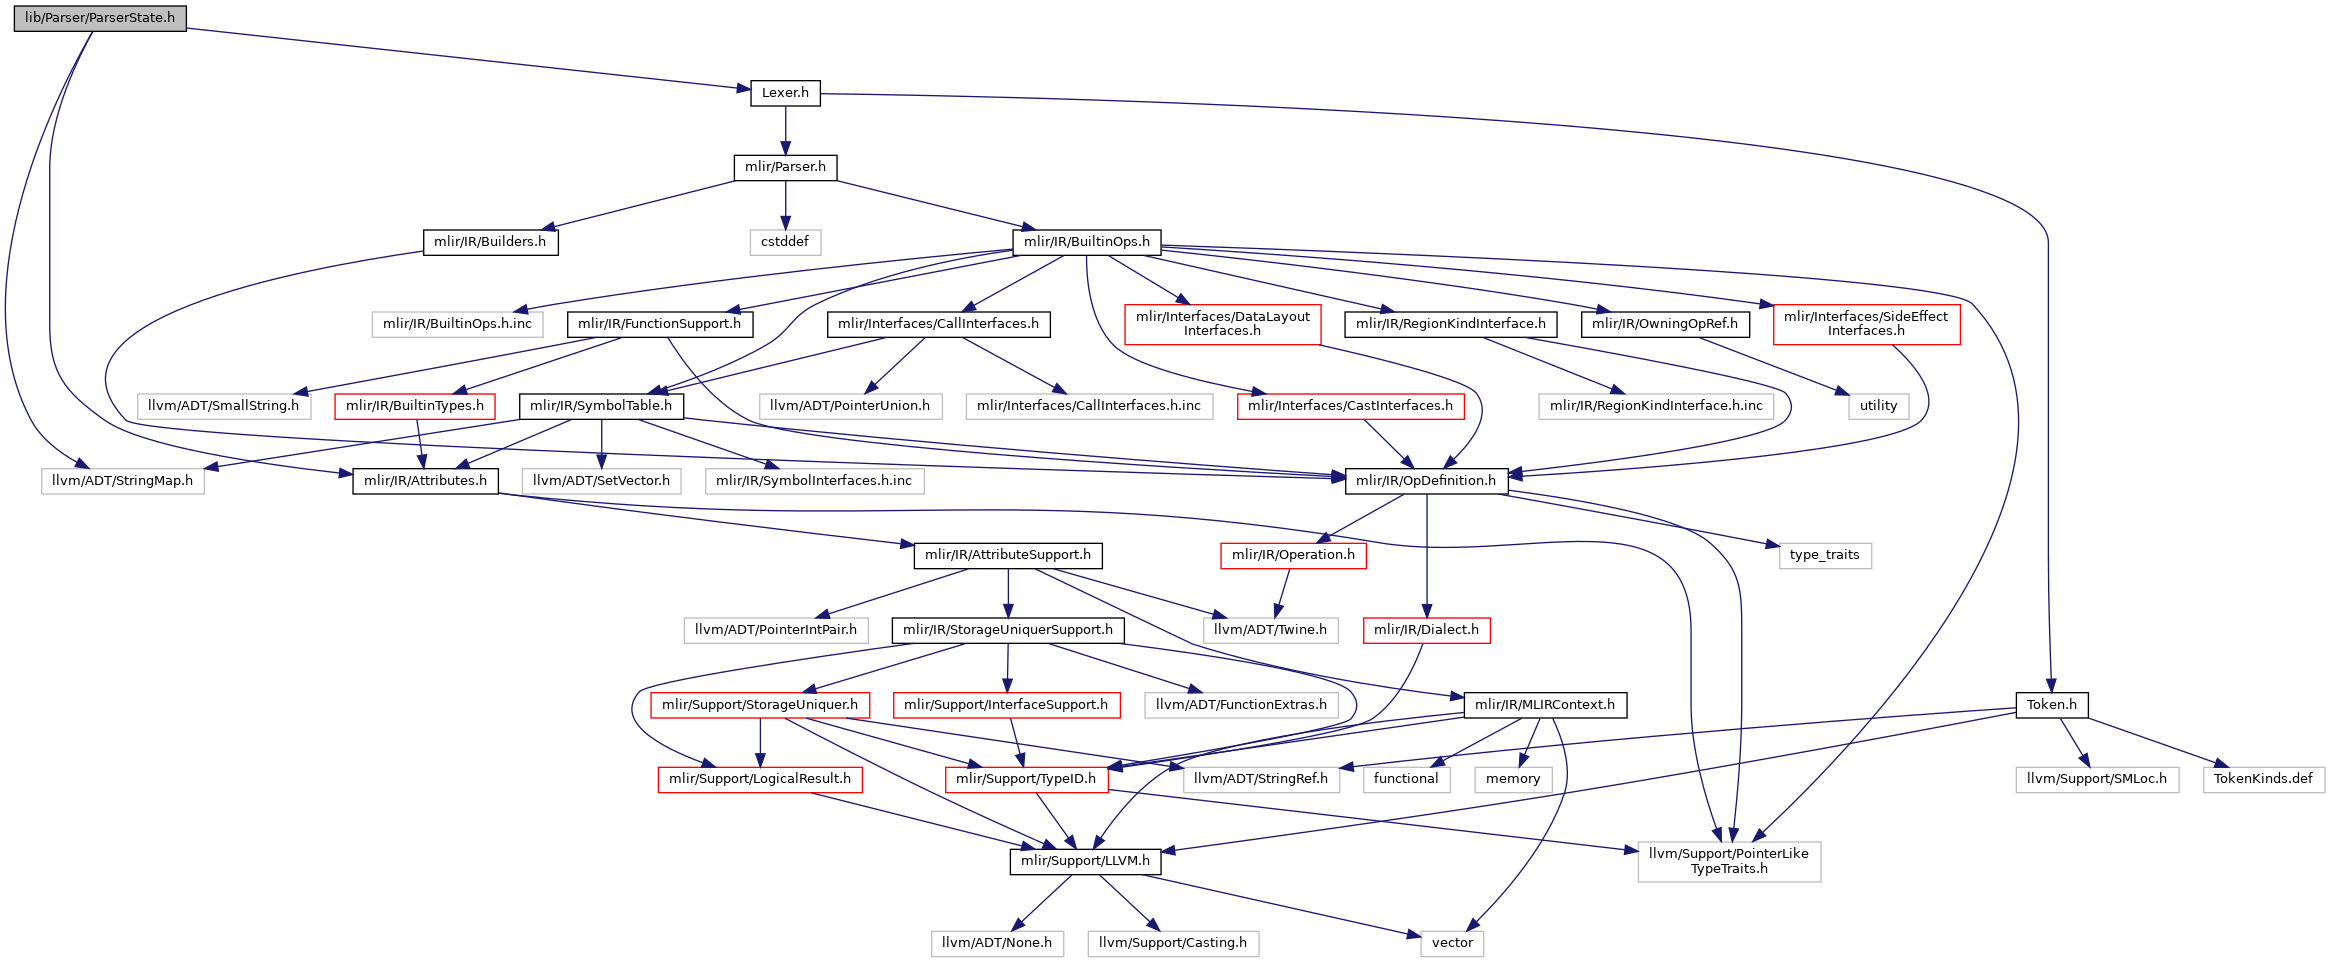 lib/Parser/ParserState.h
Lexer.h
mlir/Parser.h
mlir/IR/Builders.h
cstddef
mlir/IR/BuiltinOps.h
mlir/IR/BuiltinOps.h.inc
mlir/IR/FunctionSupport.h
mlir/Interfaces/CallInterfaces.h
mlir/Interfaces/DataLayout
Interfaces.h
mlir/IR/RegionKindInterface.h
mlir/IR/OwningOpRef.h
mlir/Interfaces/SideEffect
Interfaces.h
llvm/ADT/SmallString.h
mlir/IR/BuiltinTypes.h
mlir/IR/SymbolTable.h
llvm/ADT/PointerUnion.h
mlir/Interfaces/CallInterfaces.h.inc
mlir/Interfaces/CastInterfaces.h
mlir/IR/RegionKindInterface.h.inc
utility
llvm/ADT/StringMap.h
mlir/IR/Attributes.h
llvm/ADT/SetVector.h
mlir/IR/SymbolInterfaces.h.inc
mlir/IR/OpDefinition.h
mlir/IR/AttributeSupport.h
mlir/IR/Operation.h
type_traits
llvm/ADT/PointerIntPair.h
mlir/IR/StorageUniquerSupport.h
llvm/ADT/Twine.h
mlir/IR/Dialect.h
mlir/Support/StorageUniquer.h
mlir/Support/InterfaceSupport.h
llvm/ADT/FunctionExtras.h
mlir/IR/MLIRContext.h
Token.h
mlir/Support/LogicalResult.h
mlir/Support/TypeID.h
llvm/ADT/StringRef.h
functional
memory
llvm/Support/SMLoc.h
TokenKinds.def
mlir/Support/LLVM.h
llvm/Support/PointerLike
TypeTraits.h
llvm/ADT/None.h
llvm/Support/Casting.h
vector